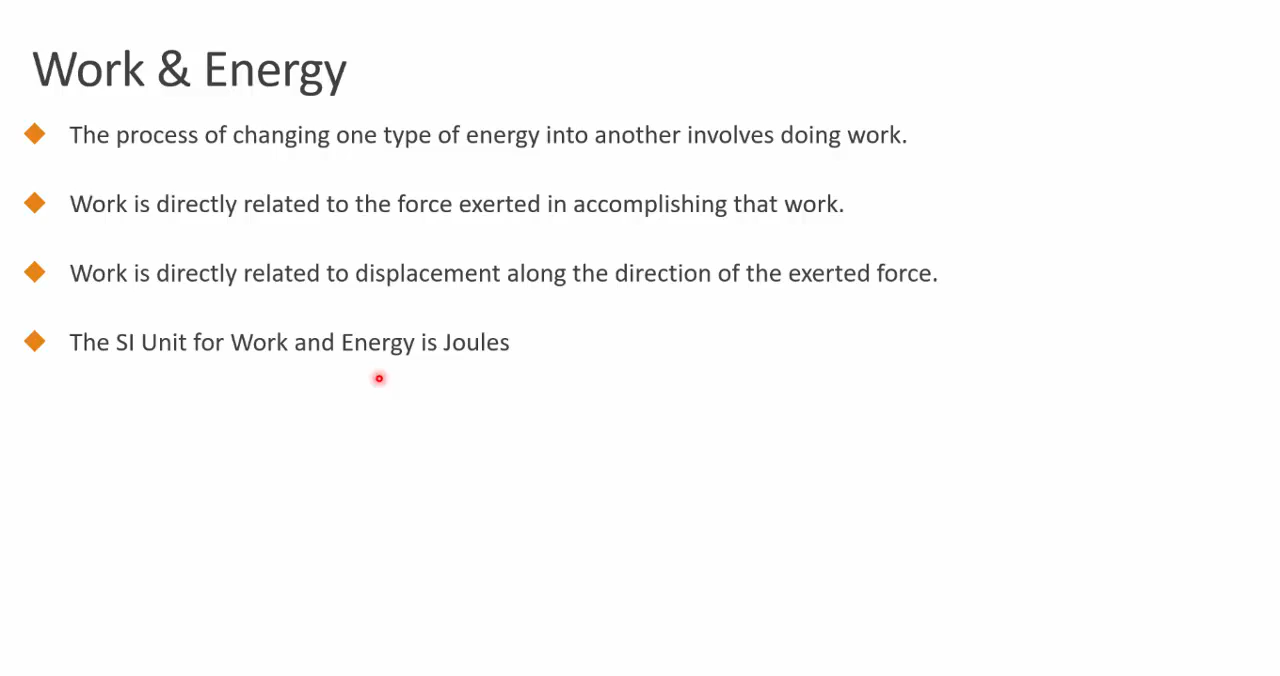 Work & Energy
The process of changing one type of energy into another involves doing work.
Work is directly related to the force exerted in accomplishing that work.
Work is directly related to displacement along the direction of the exerted force.
The SI Unit for Work and Energy is Joules